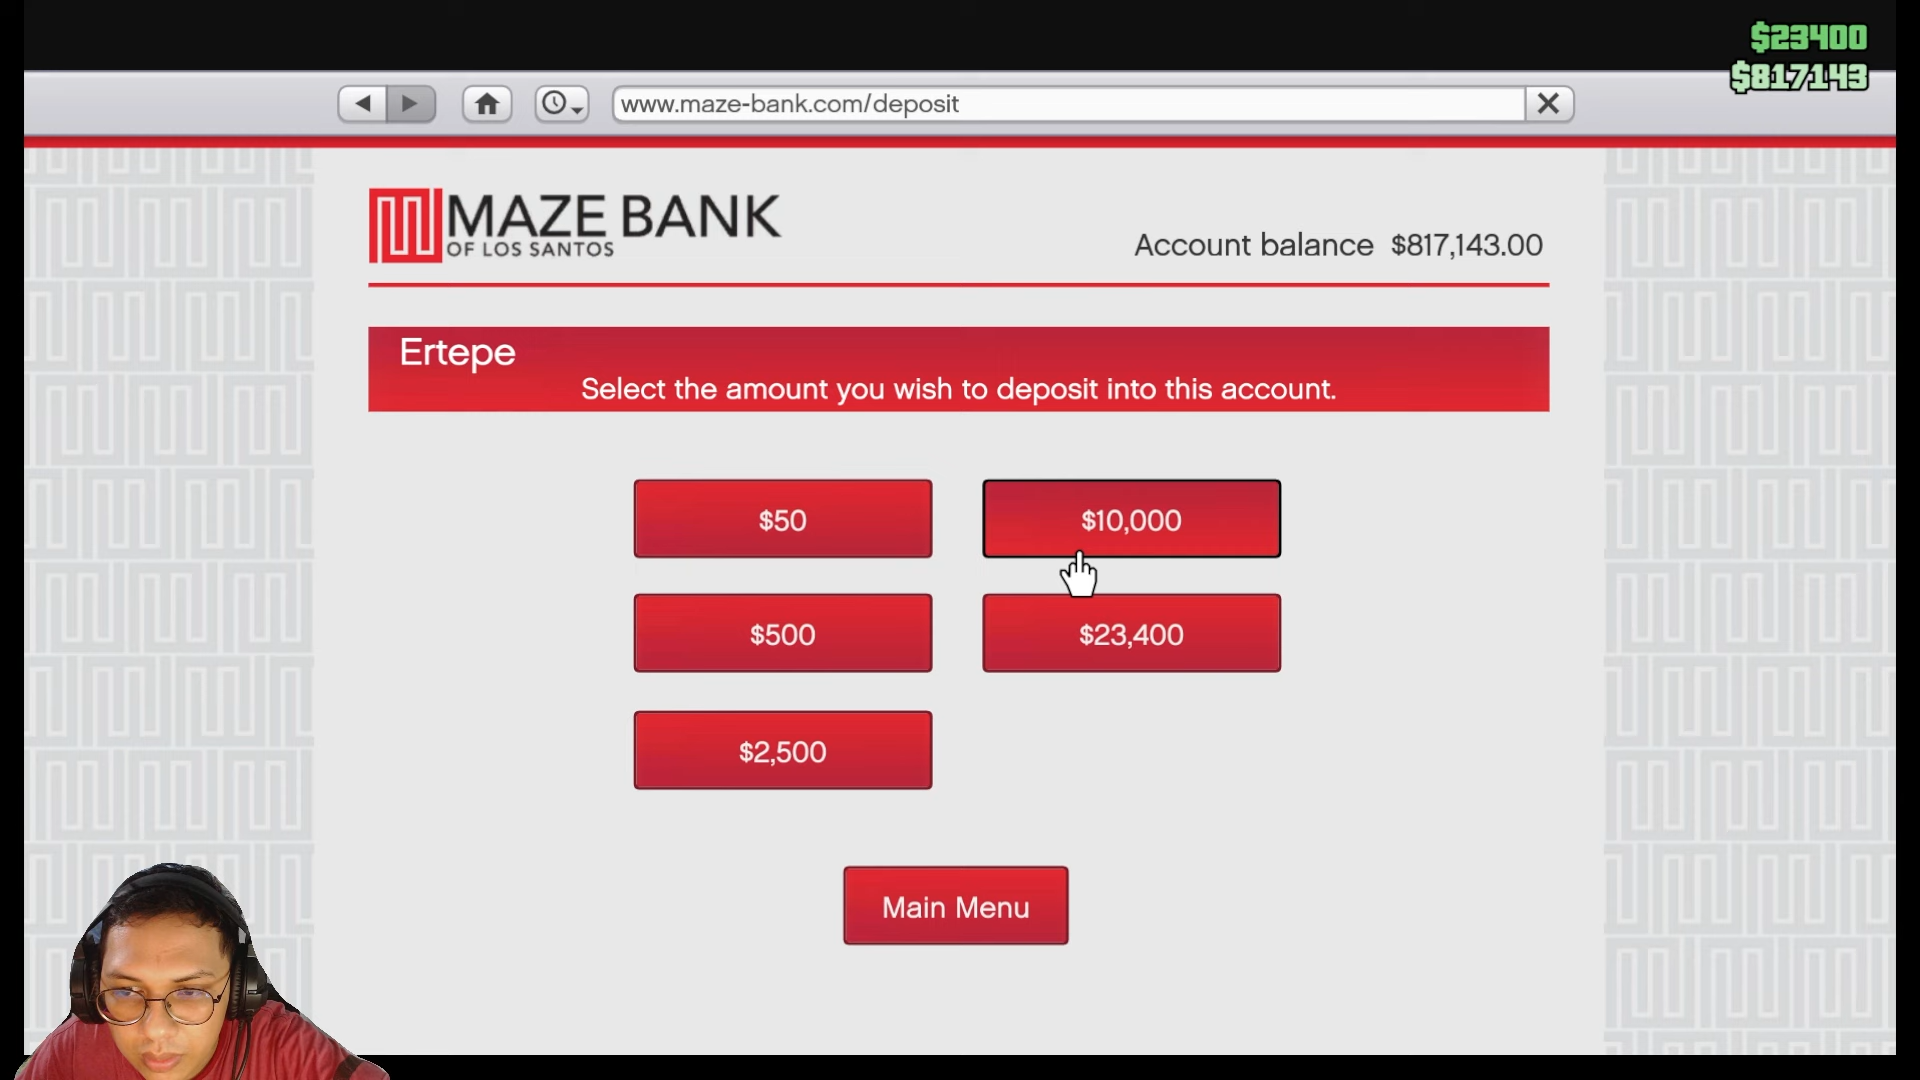 $23400
$817143
www.maze-bank.com/deposit
MAZE BANK
OF LOS SANTOS
Account balance $817,143.00
Ertepe
Select the amount you wish to deposit into this account.
$50
$10,000
$500
$23,400
$2,500
Main Menu